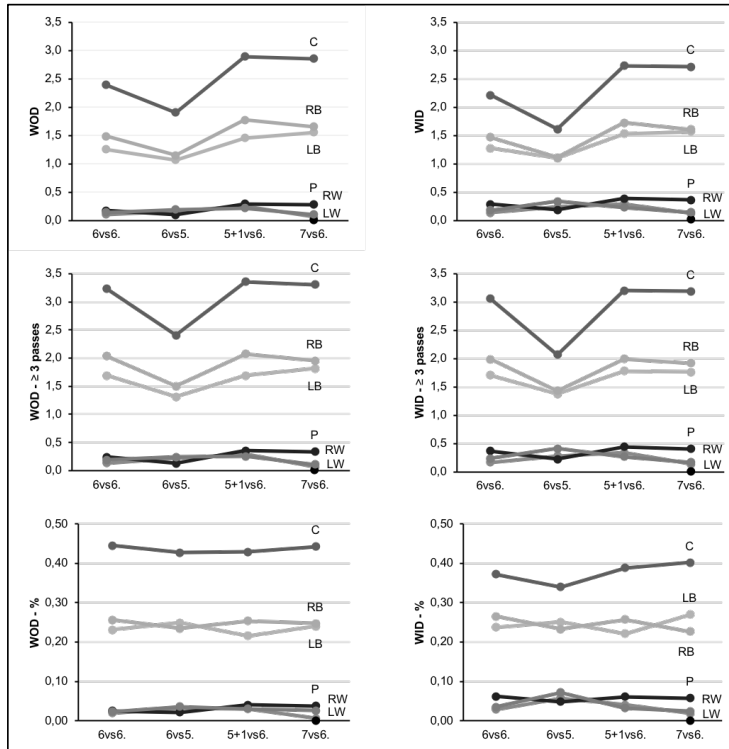 3,5
3,0
2,5
2,0
1,5
1,0
0,5
0,0
WOD
C
RB
LB
P
RW
LW
6vs6. 6vs5. 5+1vs6. 7vs6.
3,5
3,0
2,5
2,0
1,5
1,0
0,5
0,0
WID
C
RB
LB
P
RW
LW
6vs6. 6vs5. 5+1vs6. 7vs6.
3,5
3,0
2,5
2,0
1,5
1,0
0,5
0,0
WOD - ≥ 3 passes
C
RB
LB
P
RW
LW
6vs6. 6vs5. 5+1vs6. 7vs6.
3,5
3,0
2,5
2,0
1,5
1,0
0,5
0,0
WID - ≥ 3 passes
C
RB
LB
P
RW
LW
6vs6. 6vs5. 5+1vs6. 7vs6.
0,50
0,40
0,30
0,20
0,10
0,00
WOD - %
C
RB
LB
P
RW
LW
6vs6. 6vs5. 5+1vs6. 7vs6.
0,50
0,40
0,30
0,20
0,10
0,00
WID - %
C
LB
RB
P
RW
LW
6vs6. 6vs5. 5+1vs6. 7vs6.